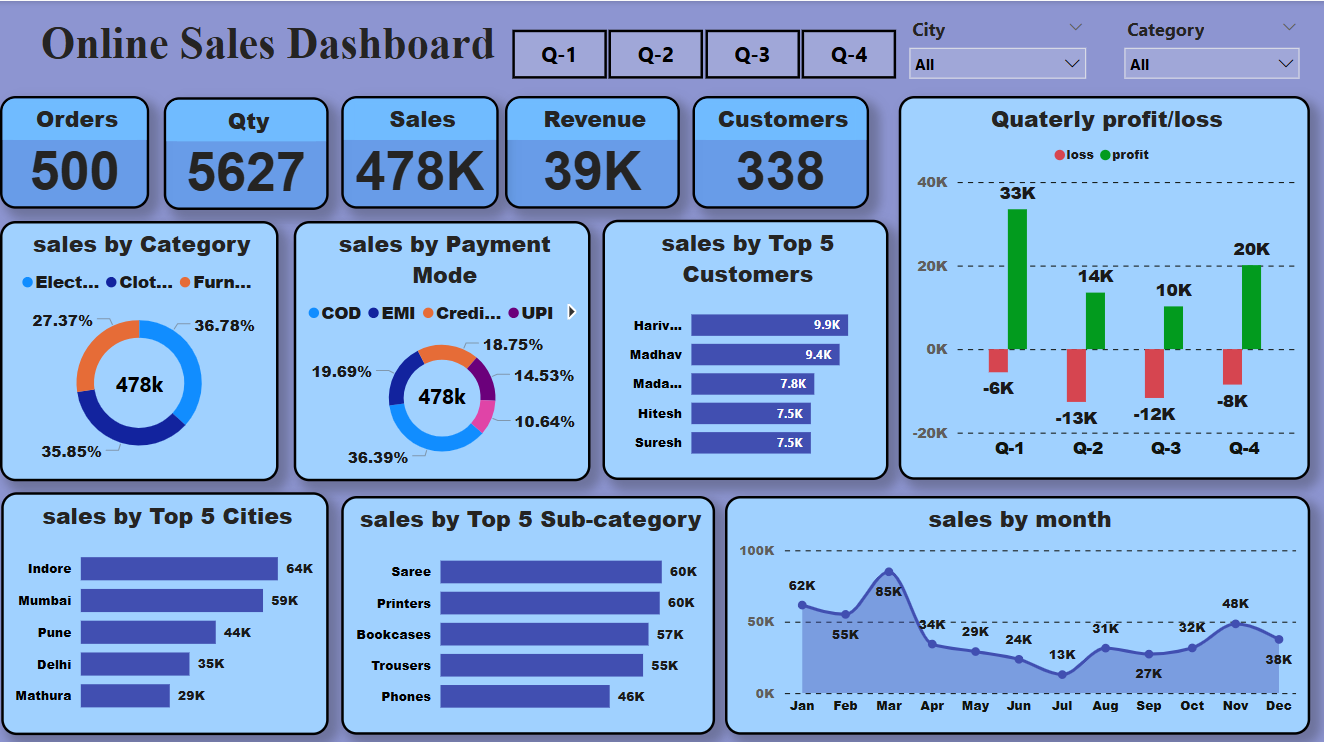 Online Sales Dashboard
Q-1
Q-2
Q-3
Q-4
City
All
Category
All
Orders
500
Qty
5627
Sales
478K
Revenue
39K
Customers
338
Quaterly profit/loss
loss profit
40K
20K
0K
-20K
33K
14K
10K
20K
-6K
-13K
-12K
-8K
Q-1 Q-2 Q-3 Q-4
sales by Category
Elect... Clot... Furn...
27.37%
36.78%
478k
35.85%
sales by Payment
Mode
COD EMI Credi... UPI
18.75%
19.69%
14.53%
478k
10.64%
36.39%
sales by Top 5
Customers
Hariv... 9.9K
Madhav 9.4K
Mada... 7.8K
Hitesh 7.5K
Suresh 7.5K
sales by Top 5 Cities
Indore 64K
Mumbai 59K
Pune 44K
Delhi 35K
Mathura 29K
sales by Top 5 Sub-category
Saree 60K
Printers 60K
Bookcases 57K
Trousers 55K
Phones 46K
sales by month
100K
50K
0K
62K
55K
85K
34K
29K
24K
13K
31K
27K
32K
48K
38K
Jan Feb Mar Apr May Jun Jul Aug Sep Oct Nov Dec